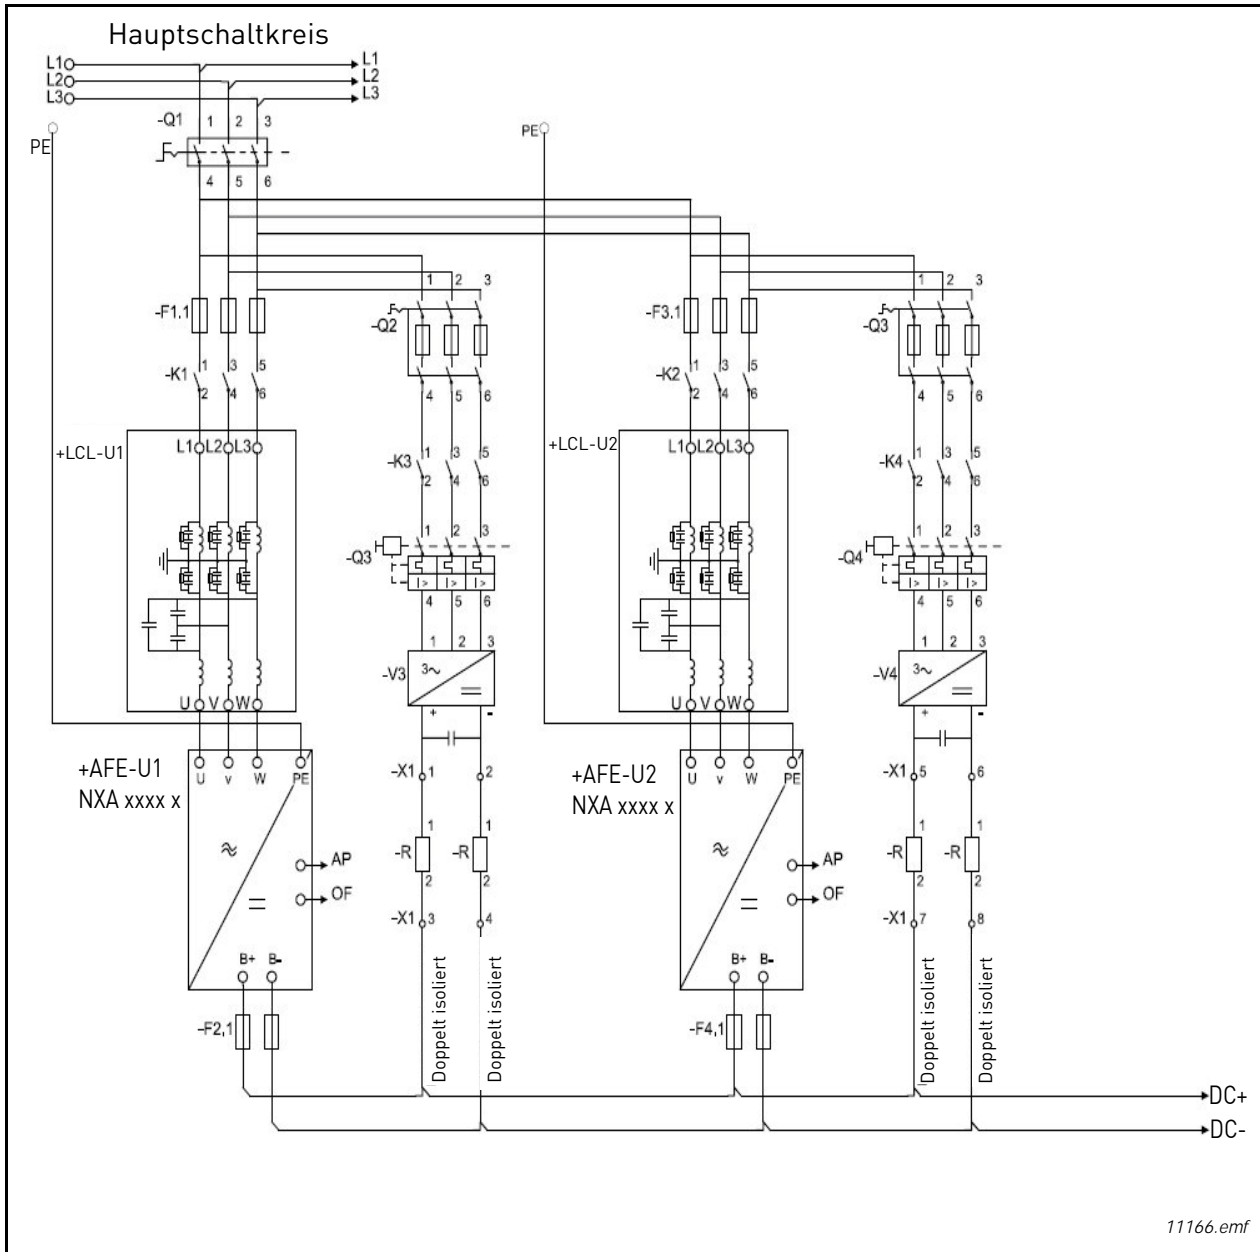 Hauptschaltkreis
L1 L1
L2 L2
L3 L3
-Q1 1 2 3
PE PE
4 5 6
1 2 3 1 2 3
-F1.1 -Q2 -F3.1 -Q3
-K1 1 3 5 -K2 1 3 5
2 4 6 4 5 6 2 4 6 4 5 6
+LCL-U1 L1 L2 L3 +LCL-U2 L1 L2 L3
-K3 1 3 5 -K4 1 3 5
2 4 6 2 4 6
1 2 3 1 2 3
-Q3 -Q4
I> I> I> I> I> I>
4 5 6 4 5 6
1 2 3 1 2 3
-V3 3~ -V4 3~
U V W U V W
+ - + -
+AFE-U1 U v W PE +AFE-U2 U v W PE
NXA xxxx x NXA xxxx x
-X1 1 2 -X1 5 6
1 1 1 1
-R -R -R -R
2 2 2 2
AP AP
OF OF
-X1 3 4 -X1 7 8
B+ B- B+ B-
-F2,1 -F4,1
Doppelt isoliert
Doppelt isoliert
Doppelt isoliert
Doppelt isoliert
DC+
DC-
11166.emf